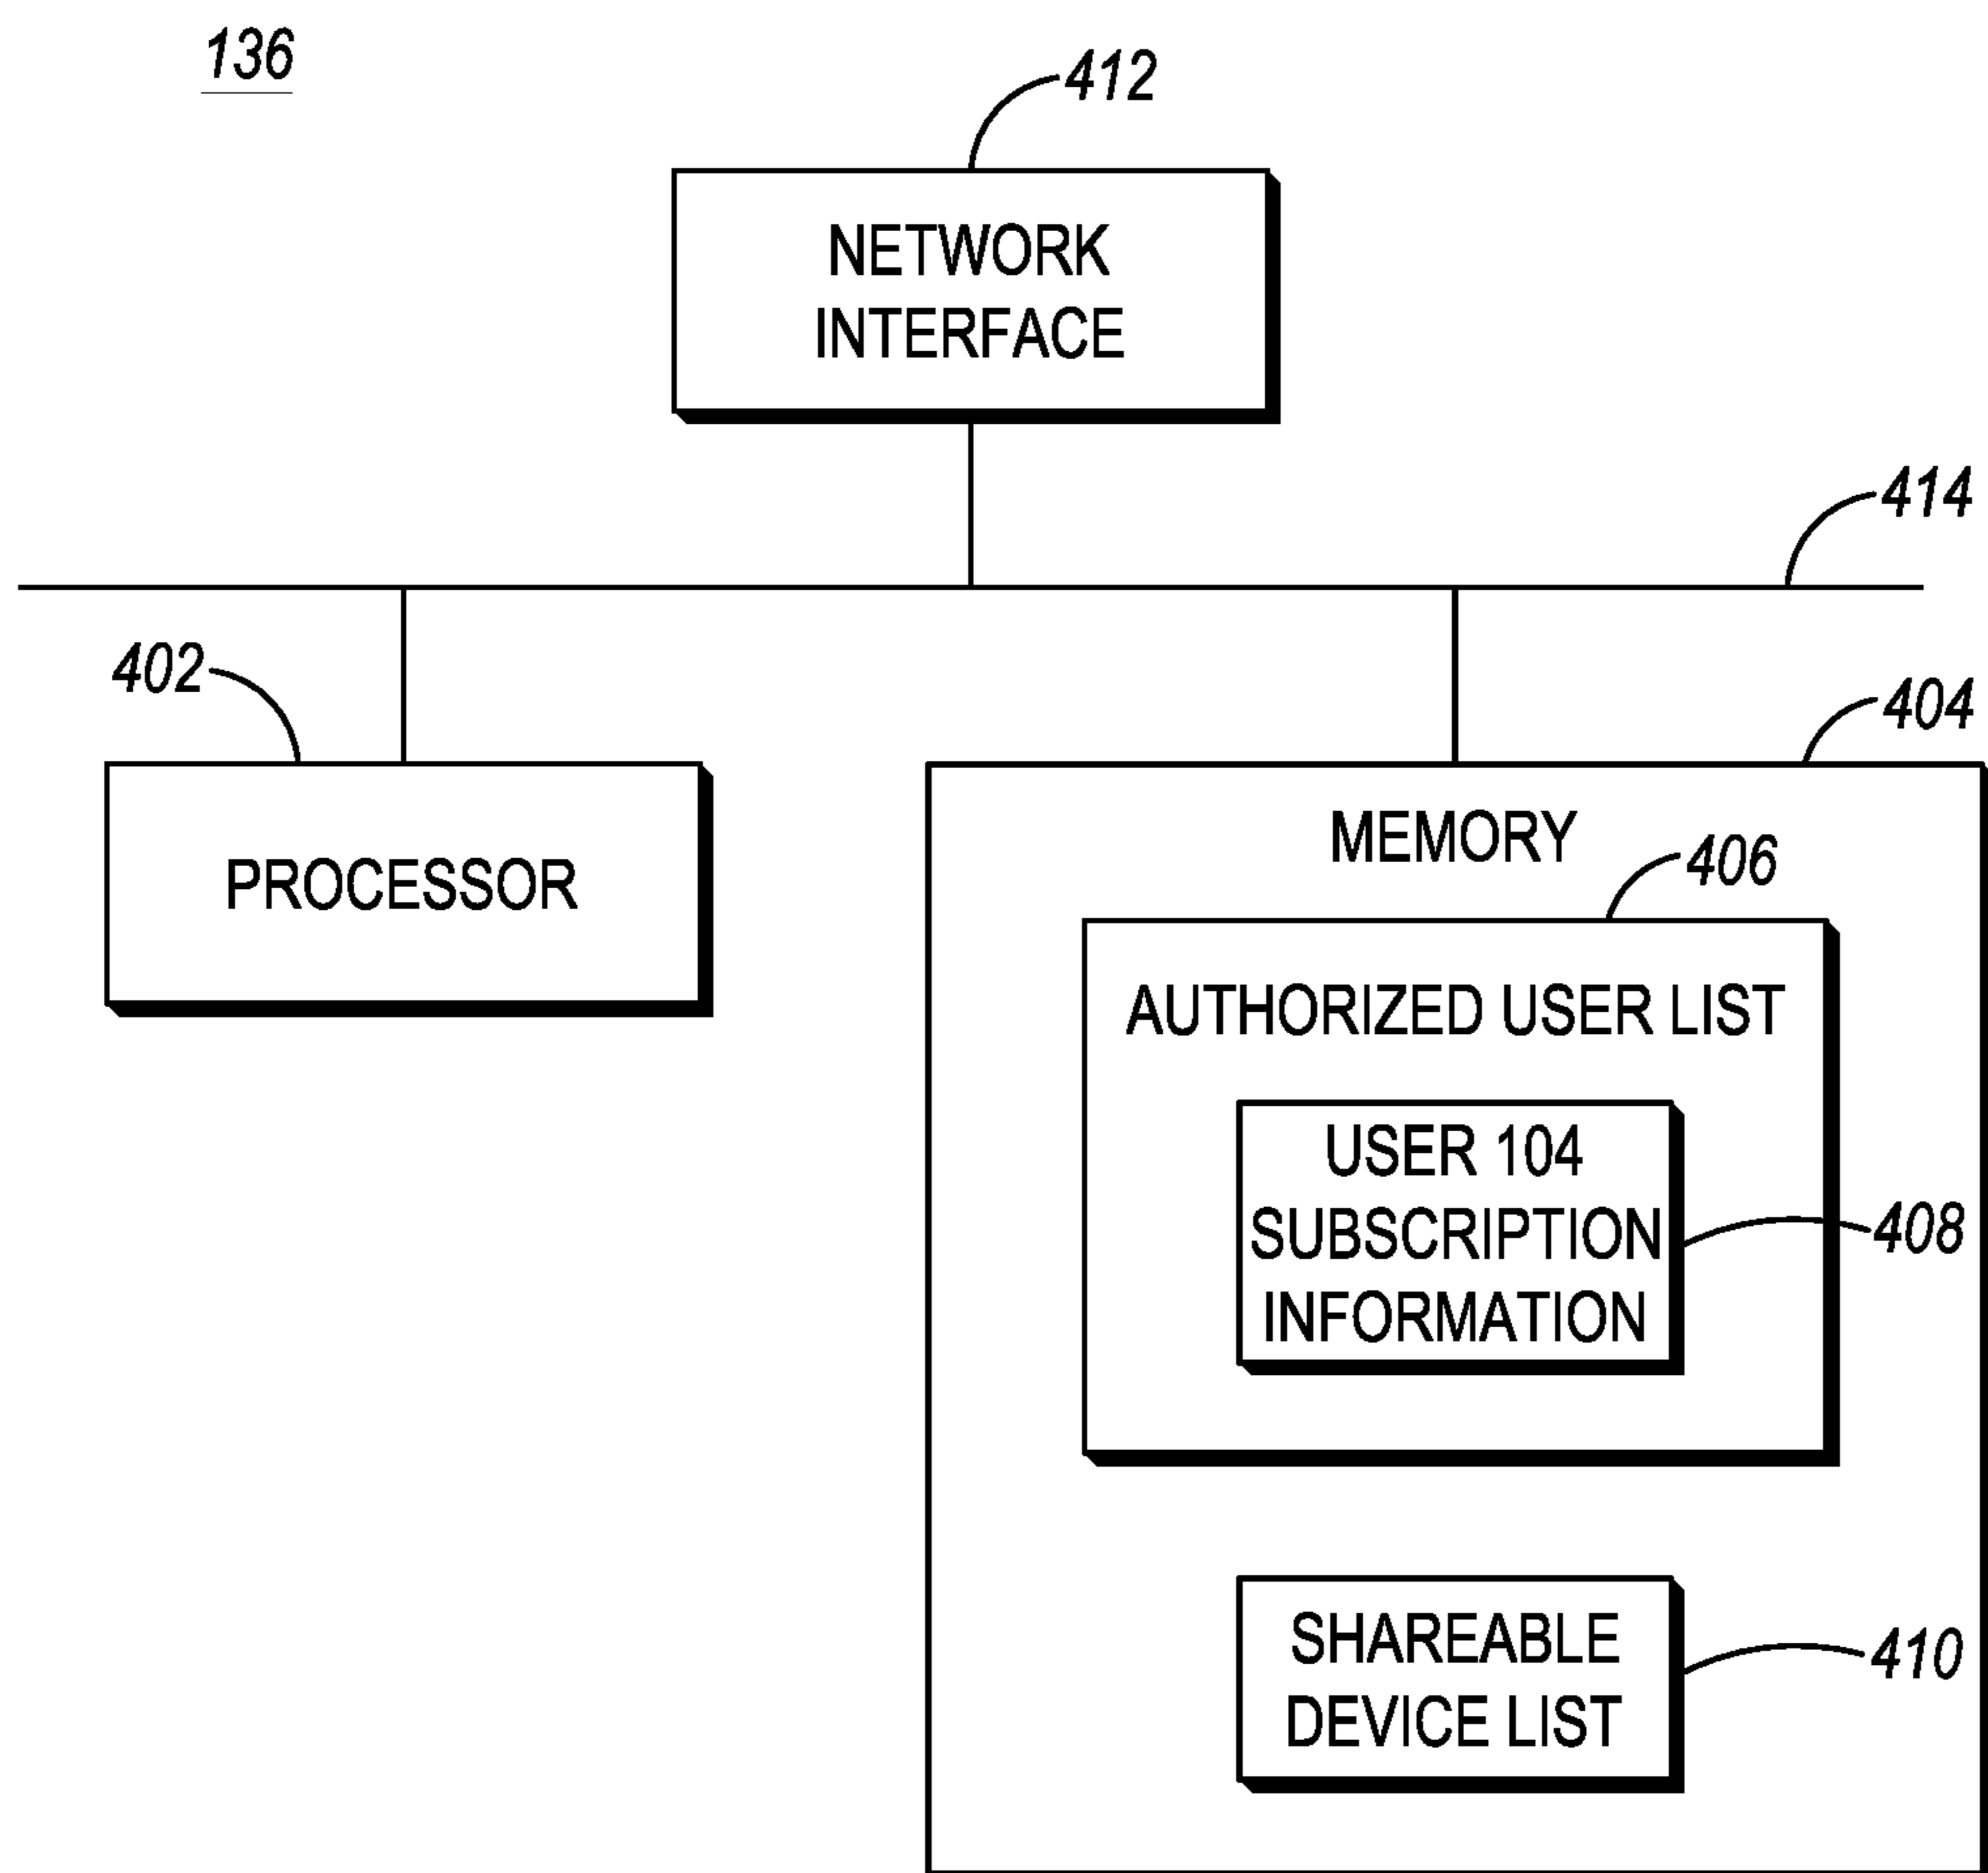 136
412
NETWORK
INTERFACE
414
402
404
PROCESSOR
MEMORY
406
AUTHORIZED USER LIST
USER 104
SUBSCRIPTION
INFORMATION
408
SHAREABLE
DEVICE LIST
410